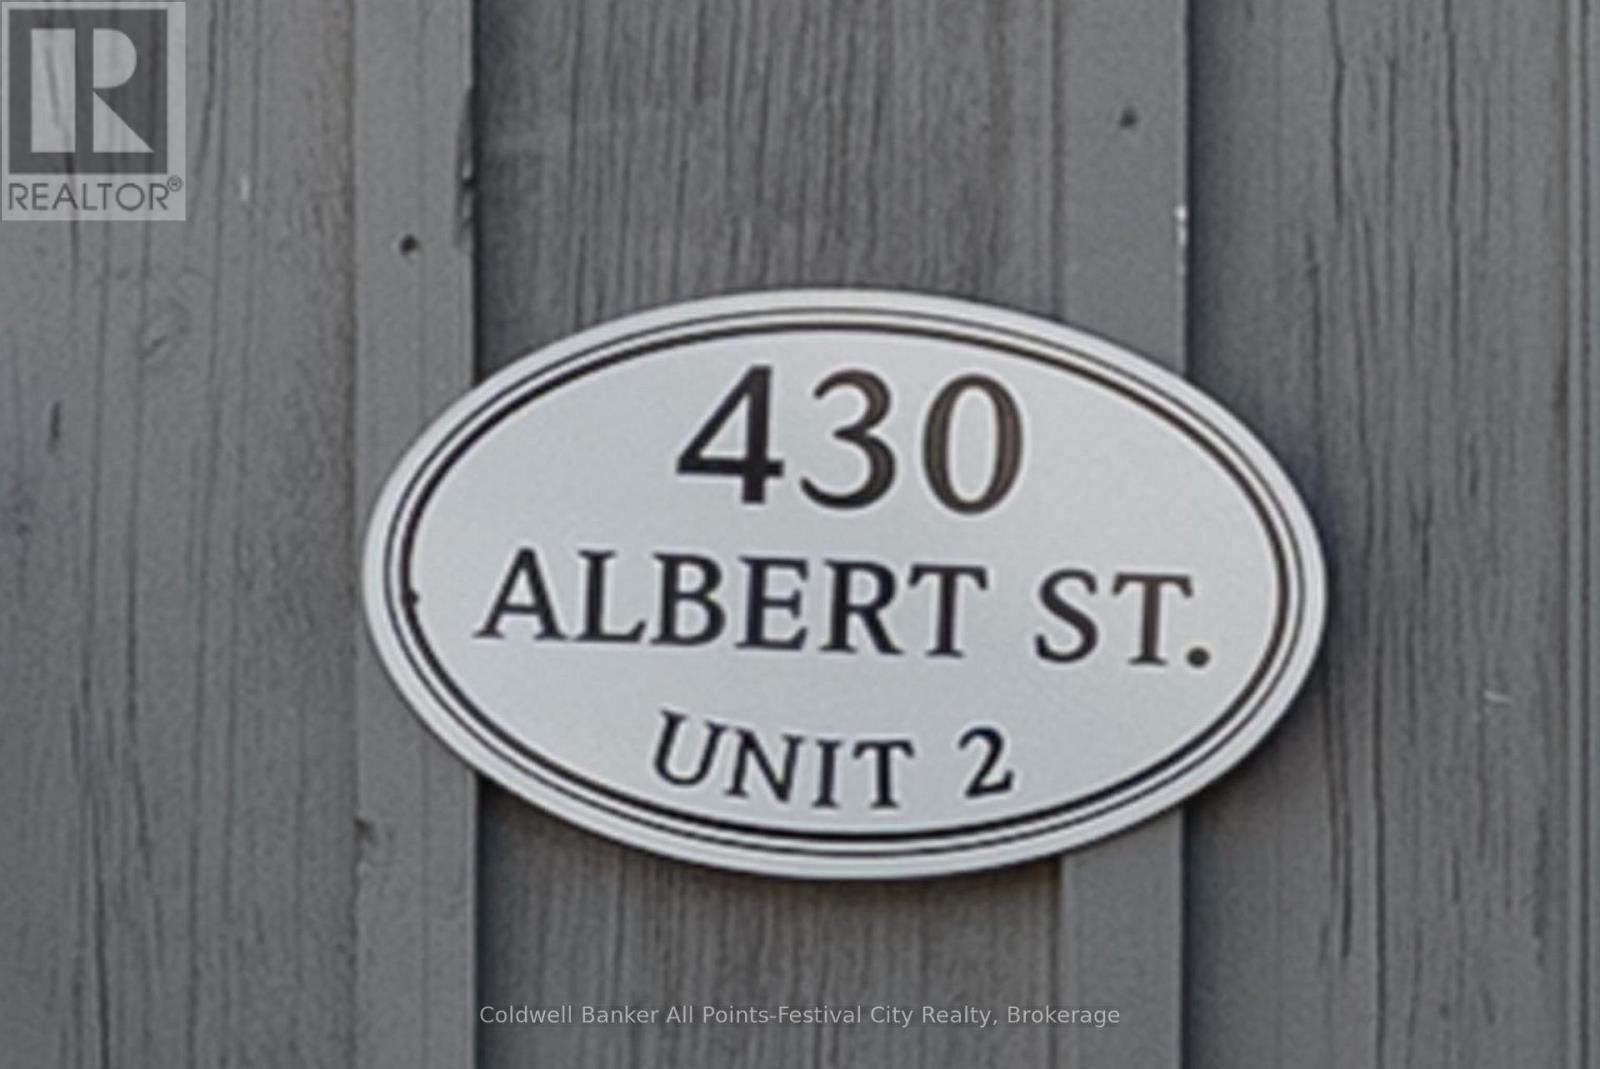 REALTOR®
430
ALBERT ST.
UNIT 2
Coldwell Banker All Points-Festival City Realty, Brokerage